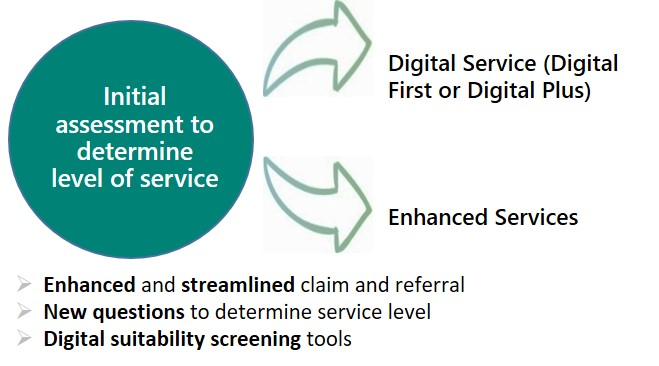 Initial
assessment to
determine
level of service
Digital Service (Digital
First or Digital Plus)
Enhanced Services
Enhanced and streamlined claim and referral
New questions to determine service level
Digital suitability screening tools